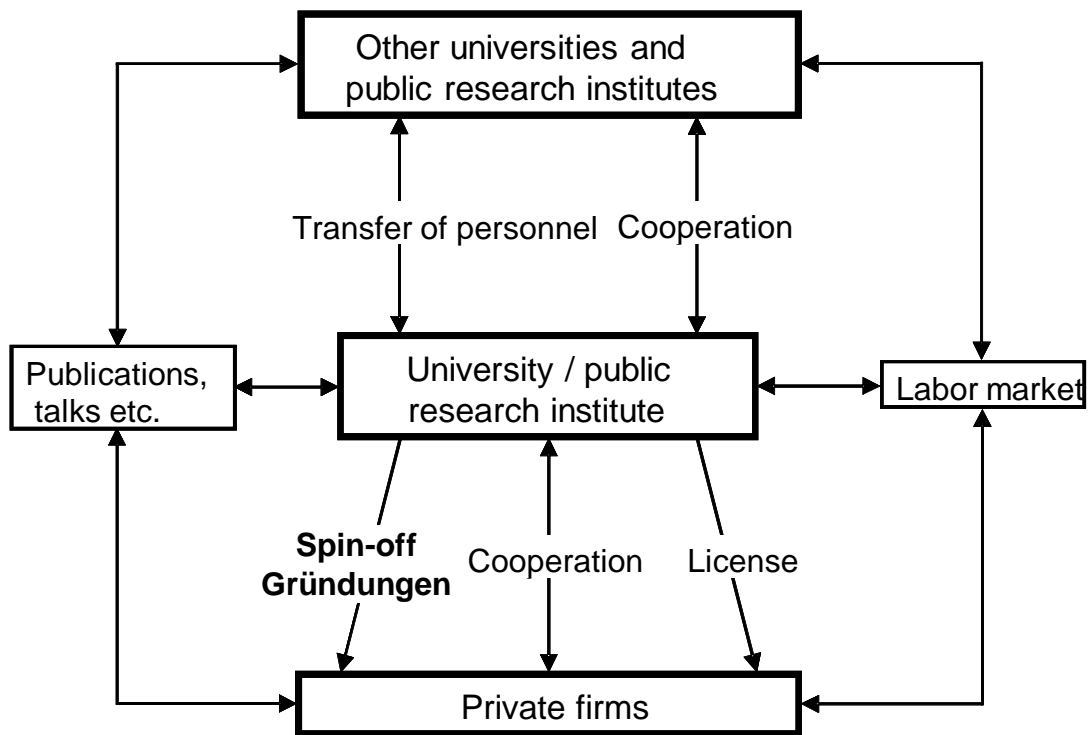 Other universities and
public research institutes
Transfer of personnel
Cooperation
Publications,
talks etc.
University / public
research institute
Labor market
Spin-off
Gründungen
Cooperation
License
Private firms